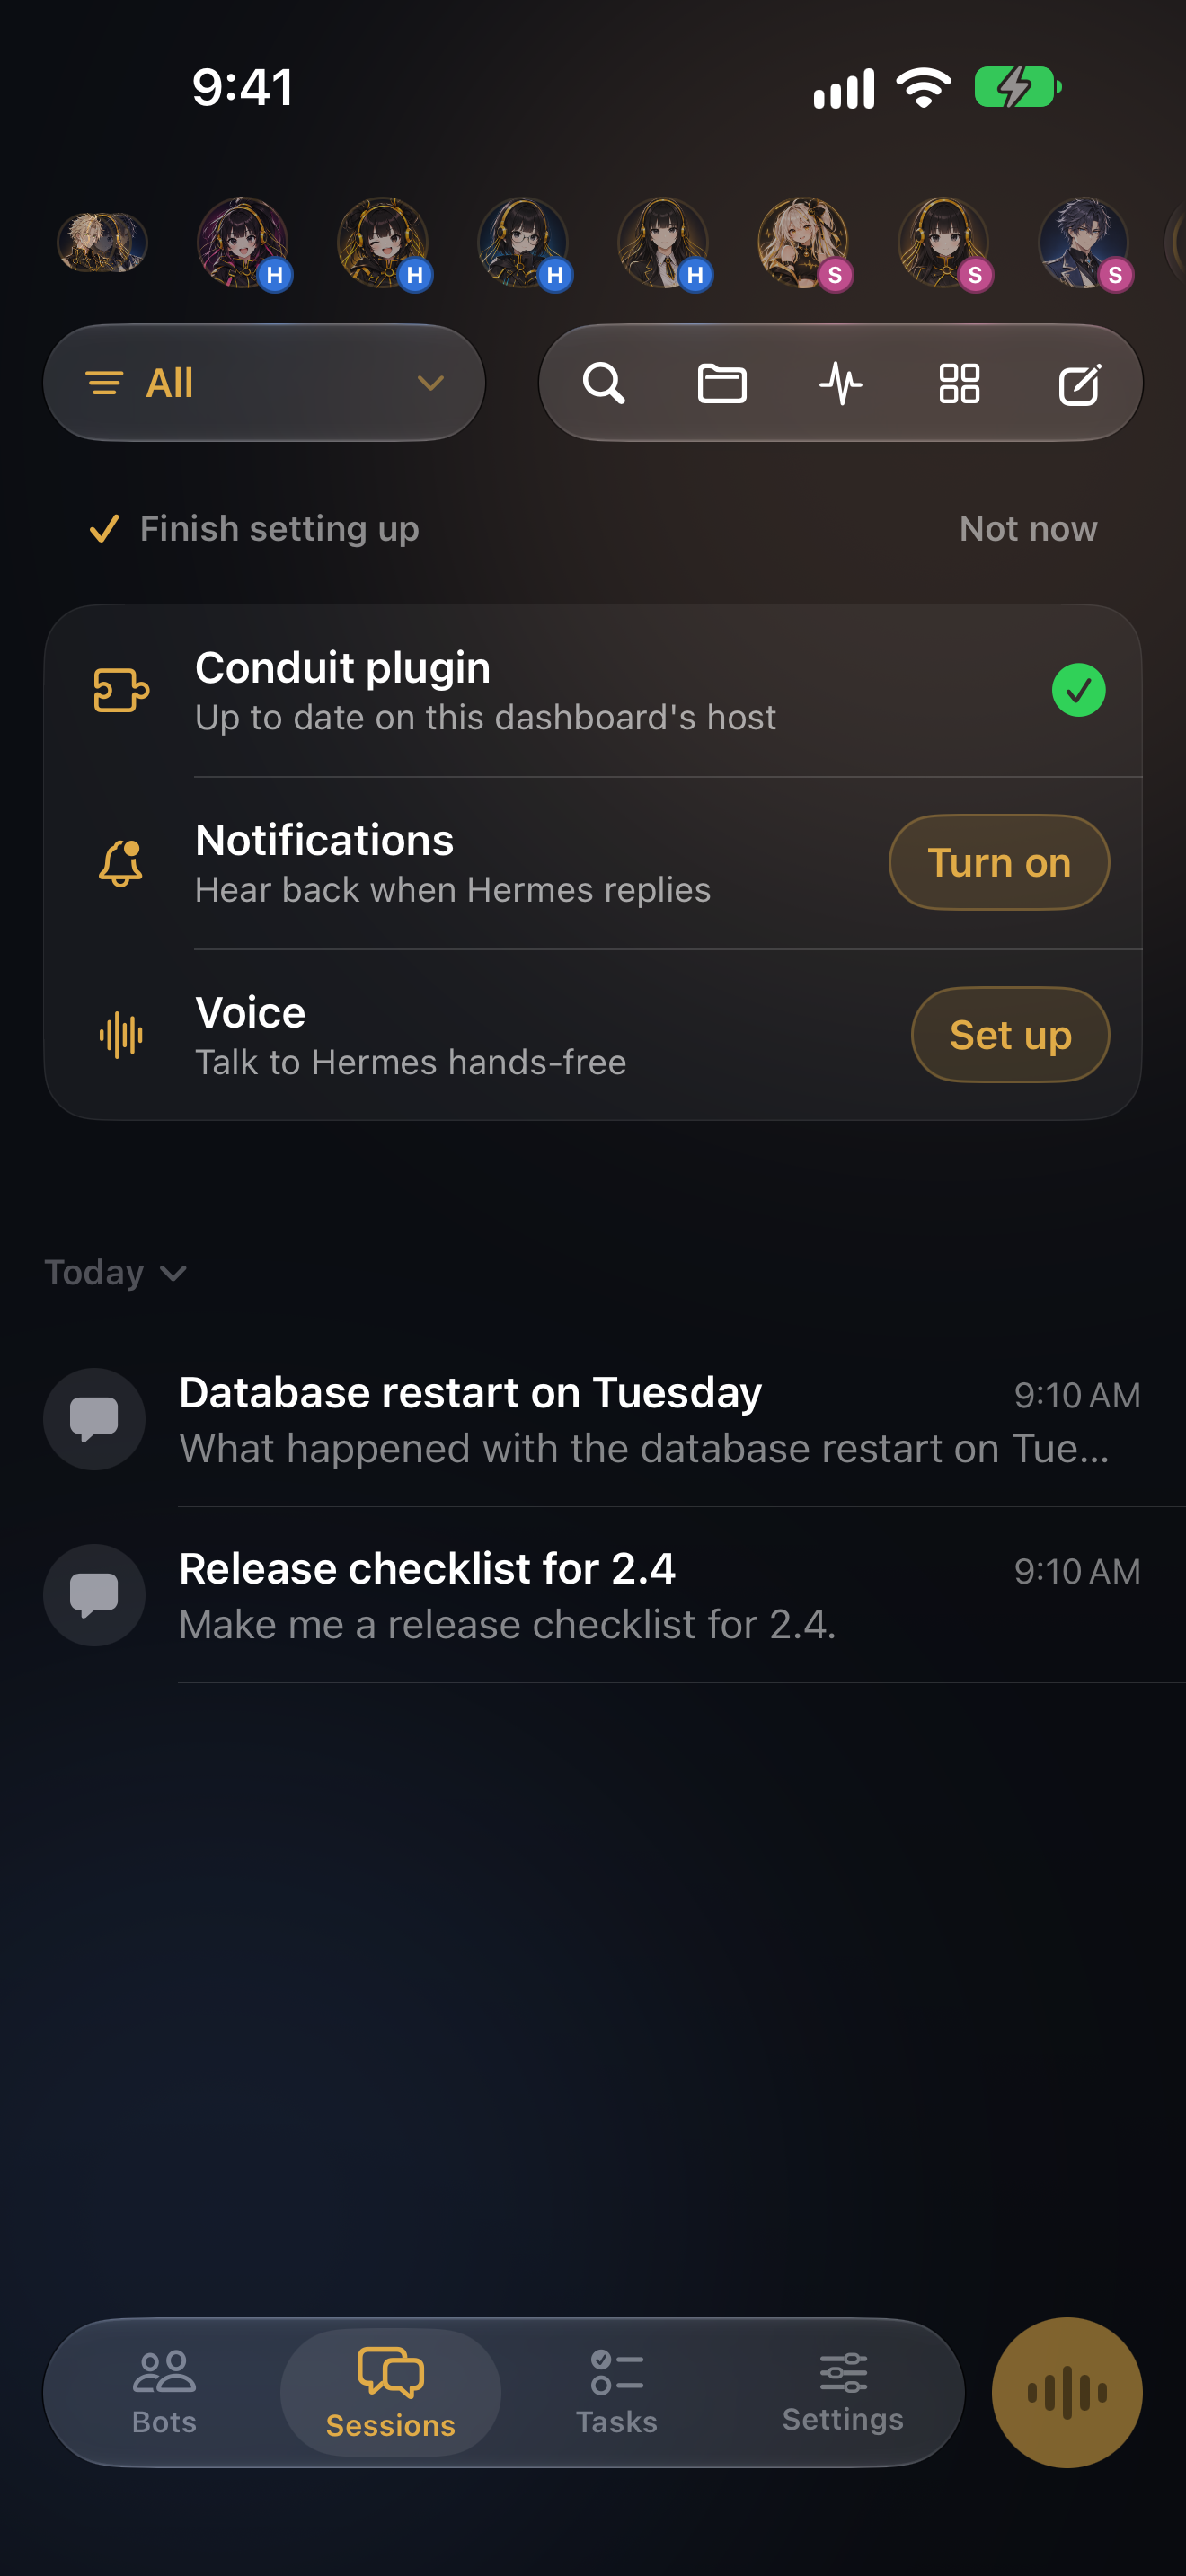 9:41
H
H
H
H
S
S
S
All
Finish setting up
Not now
Conduit plugin
Up to date on this dashboard's host
Notifications
Hear back when Hermes replies
Turn on
Voice
Talk to Hermes hands-free
Set up
Today
Database restart on Tuesday
9:10 AM
What happened with the database restart on Tue...
Release checklist for 2.4
9:10 AM
Make me a release checklist for 2.4.
Bots
Sessions
Tasks
Settings